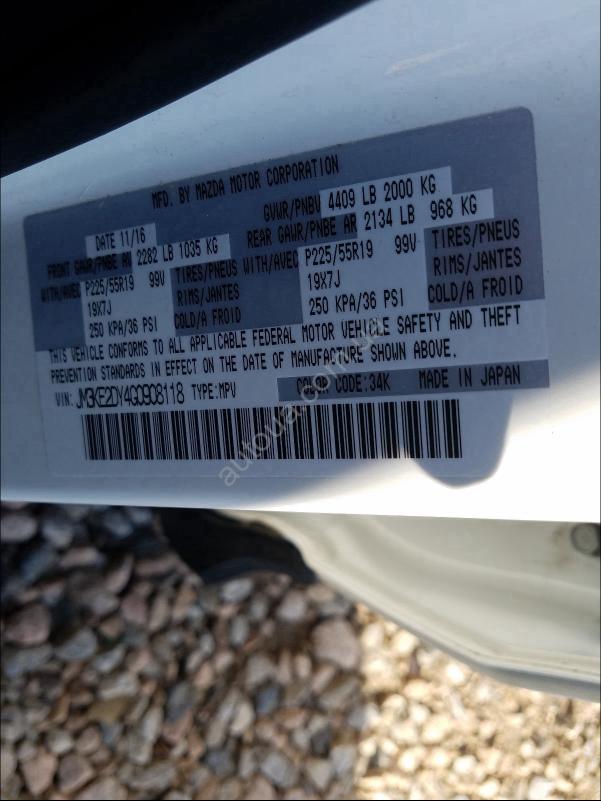 MFD. BY MAZDA MOTOR CORPORATION
DATE 11/16 GVWR/PNBV 4409 LB 2000 KG
FRONT GAWR/PNBE AV 2282 LB 1035 KG REAR GAWR/PNBE AR 2134 LB 968 KG
WITH/AVEC P225/55R19 99V TIRES/PNEUS WITH/AVEC P225/55R19 99V TIRES/PNEUS
19X7J RIMS/JANTES 19X7J RIMS/JANTES
250 KPA/36 PSI COLD/A FROID 250 KPA/36 PSI COLD/A FROID
THIS VEHICLE CONFORMS TO ALL APPLICABLE FEDERAL MOTOR VEHICLE SAFETY AND THEFT
PREVENTION STANDARDS IN EFFECT ON THE DATE OF MANUFACTURE SHOWN ABOVE.
VIN: JM3KE2DY4G0908118 TYPE:MPV COLOR CODE:34K MADE IN JAPAN
autoua.com.ua